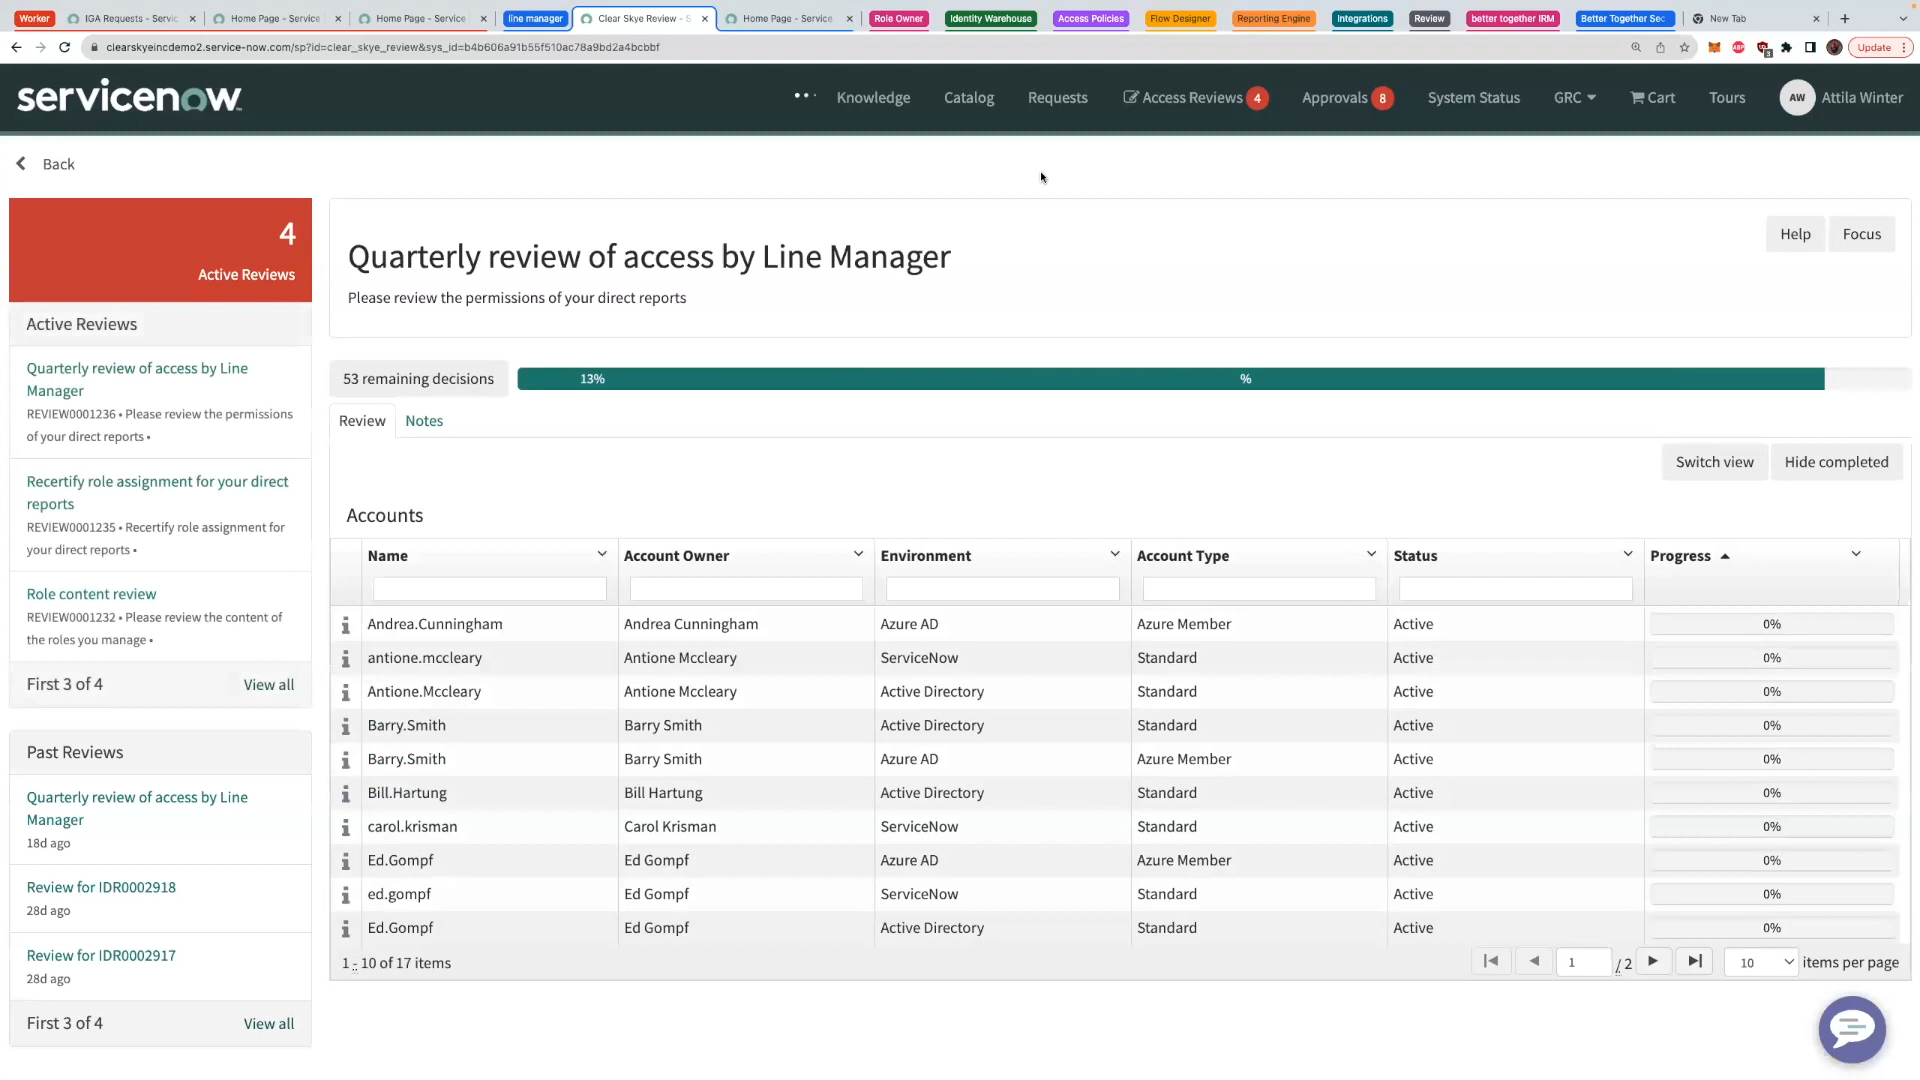 Worker
IGA Requests - Servic
Home Page - Service
Home Page - Service
line manager
Clear Skye Review - S
Home Page - Service
Role Owner
Identity Warehouse
Access Policies
Flow Designer
Reporting Engine
Integrations
Review
better together IRM
Better Together Sec
New Tab
clearskyeincdemo2.service-now.com/sp?id=clear_skye_review&sys_id=b4b606a91b55f510ac78a9bd2a4bcbbf
ABP
Update
servicenow
Knowledge
Catalog
Requests
Access Reviews 4
Approvals 8
System Status
GRC
Cart
Tours
AW
Attila Winter
Back
4
Active Reviews
Active Reviews
Quarterly review of access by Line
Manager
REVIEW0001236 • Please review the permissions
of your direct reports •
Recertify role assignment for your direct
reports
REVIEW0001235 • Recertify role assignment for
your direct reports •
Role content review
REVIEW0001232 • Please review the content of
the roles you manage •
First 3 of 4 View all
Past Reviews
Quarterly review of access by Line
Manager
18d ago
Review for IDR0002918
28d ago
Review for IDR0002917
28d ago
First 3 of 4 View all
Quarterly review of access by Line Manager
Please review the permissions of your direct reports
Help
Focus
53 remaining decisions
13%
%
Review
Notes
Switch view
Hide completed
Accounts
Name Account Owner Environment Account Type Status Progress
Andrea.Cunningham Andrea Cunningham Azure AD Azure Member Active 0%
antione.mccleary Antione Mccleary ServiceNow Standard Active 0%
Antione.Mccleary Antione Mccleary Active Directory Standard Active 0%
Barry.Smith Barry Smith Active Directory Standard Active 0%
Barry.Smith Barry Smith Azure AD Azure Member Active 0%
Bill.Hartung Bill Hartung Active Directory Standard Active 0%
carol.krisman Carol Krisman ServiceNow Standard Active 0%
Ed.Gompf Ed Gompf Azure AD Azure Member Active 0%
ed.gompf Ed Gompf ServiceNow Standard Active 0%
Ed.Gompf Ed Gompf Active Directory Standard Active 0%
1 - 10 of 17 items
1 / 2
10 items per page